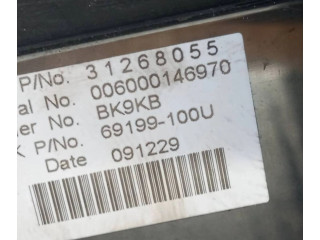 P/No. 31268055
al No. 006000146970
er No. BK9KB
K P/No. 69199-100U
Date 091229